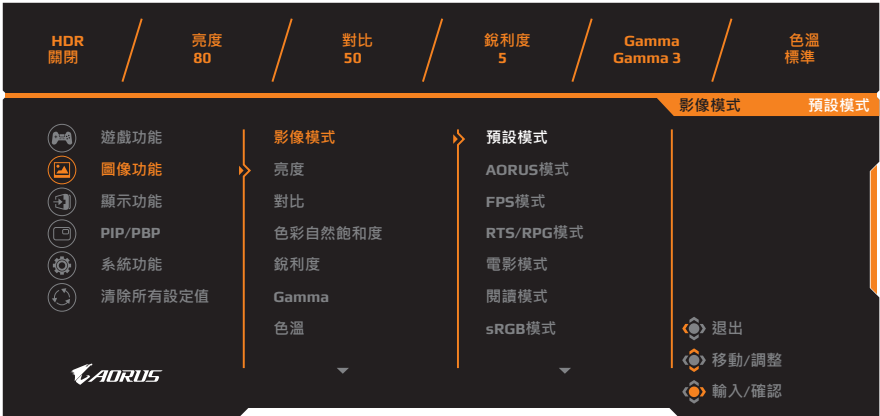 HDR
關閉
亮度
80
對比
50
銳利度
5
Gamma
Gamma 3
色溫
標準
影像模式 預設模式
遊戲功能
圖像功能
顯示功能
PIP/PBP
系統功能
清除所有設定值
影像模式
亮度
對比
色彩自然飽和度
銳利度
Gamma
色溫
預設模式
AORUS模式
FPS模式
RTS/RPG模式
電影模式
閱讀模式
sRGB模式
退出
移動/調整
輸入/確認
AORUS